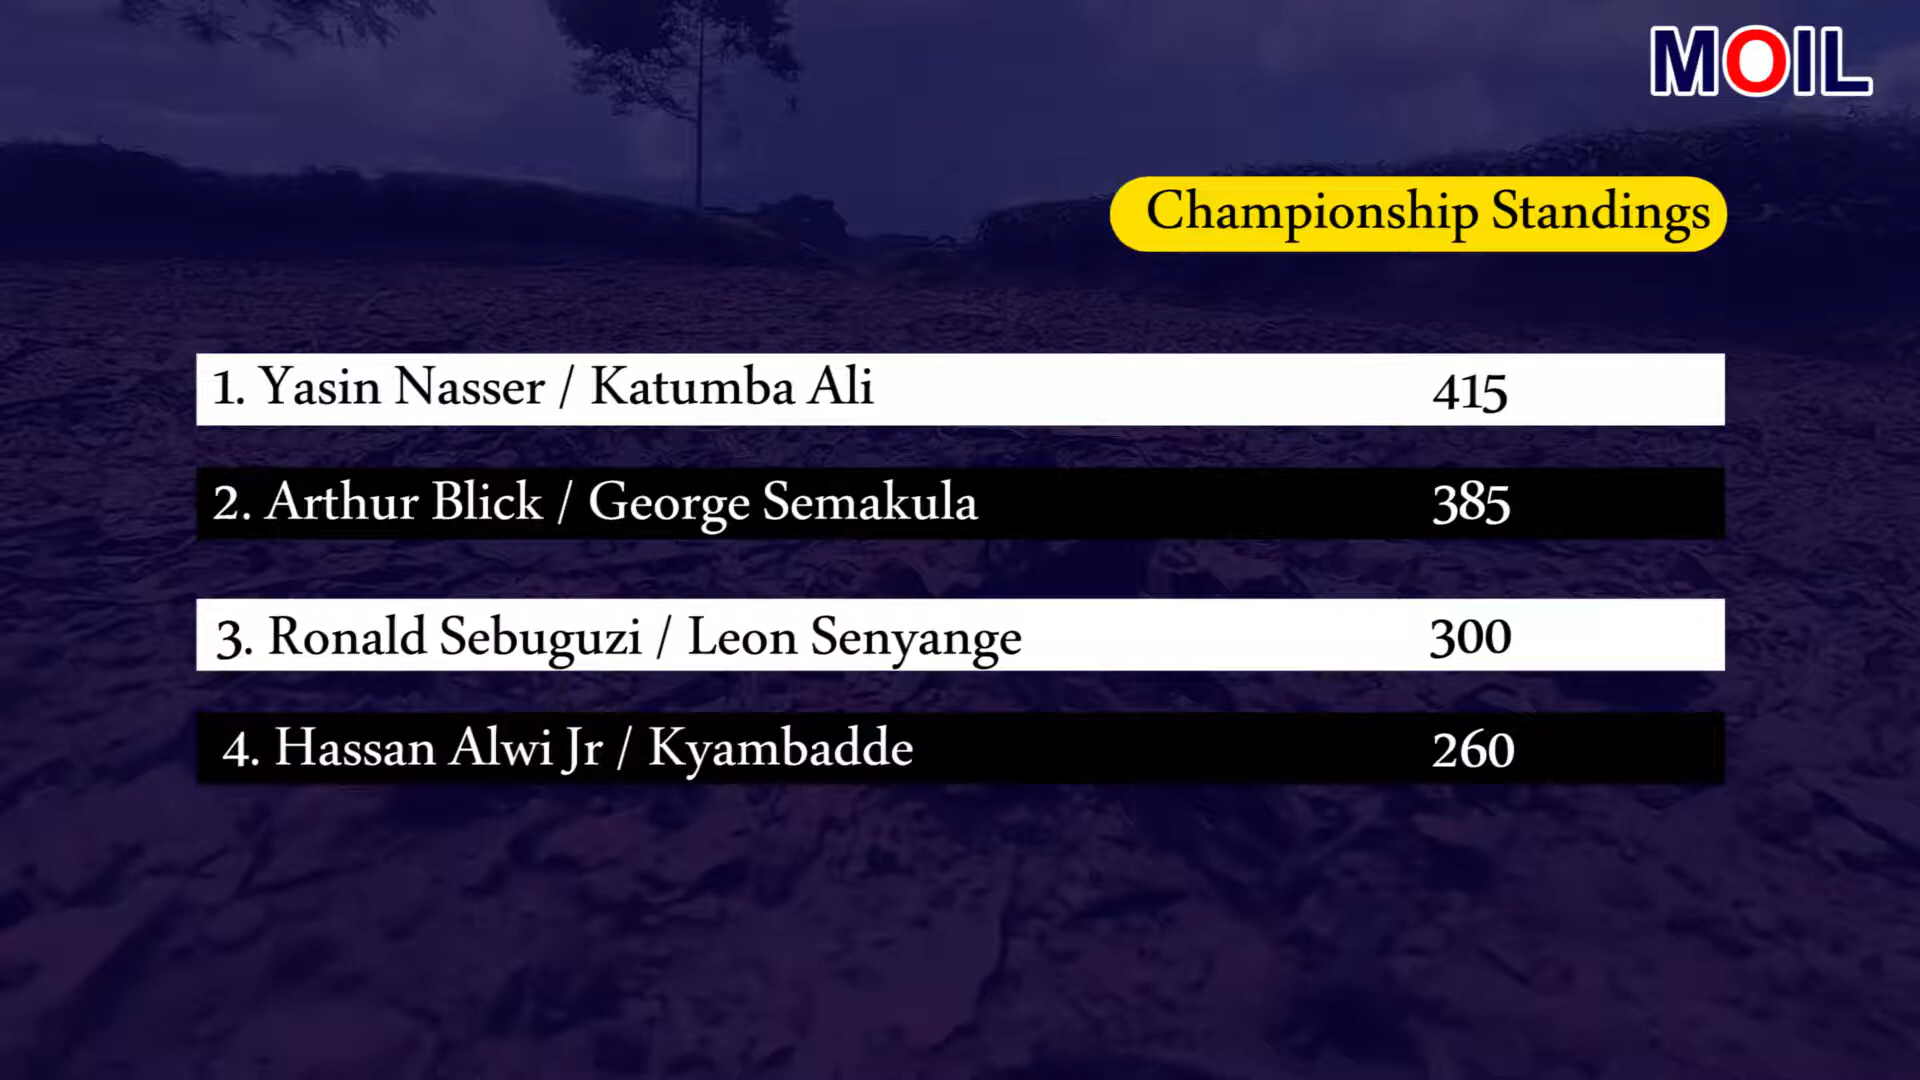 MOIL
Championship Standings
1. Yasin Nasser / Katumba Ali 415
2. Arthur Blick / George Semakula 385
3. Ronald Sebuguzi / Leon Senyange 300
4. Hassan Alwi Jr / Kyambadde 260